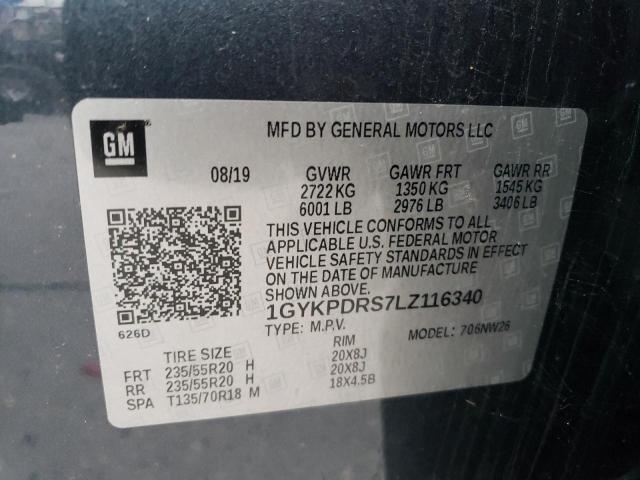 GM
MFD BY GENERAL MOTORS LLC
08/19 GVWR GAWR FRT GAWR RR
2722 KG 1350 KG 1545 KG
6001 LB 2976 LB 3406 LB
THIS VEHICLE CONFORMS TO ALL
APPLICABLE U.S. FEDERAL MOTOR
VEHICLE SAFETY STANDARDS IN EFFECT
ON THE DATE OF MANUFACTURE
SHOWN ABOVE.
1GYKPDRS7LZ116340
626D
TYPE: M.P.V. MODEL: 706NW26
TIRE SIZE RIM
FRT 235/55R20 H 20X8J
RR 235/55R20 H 20X8J
SPA T135/70R18 M 18X4.5B